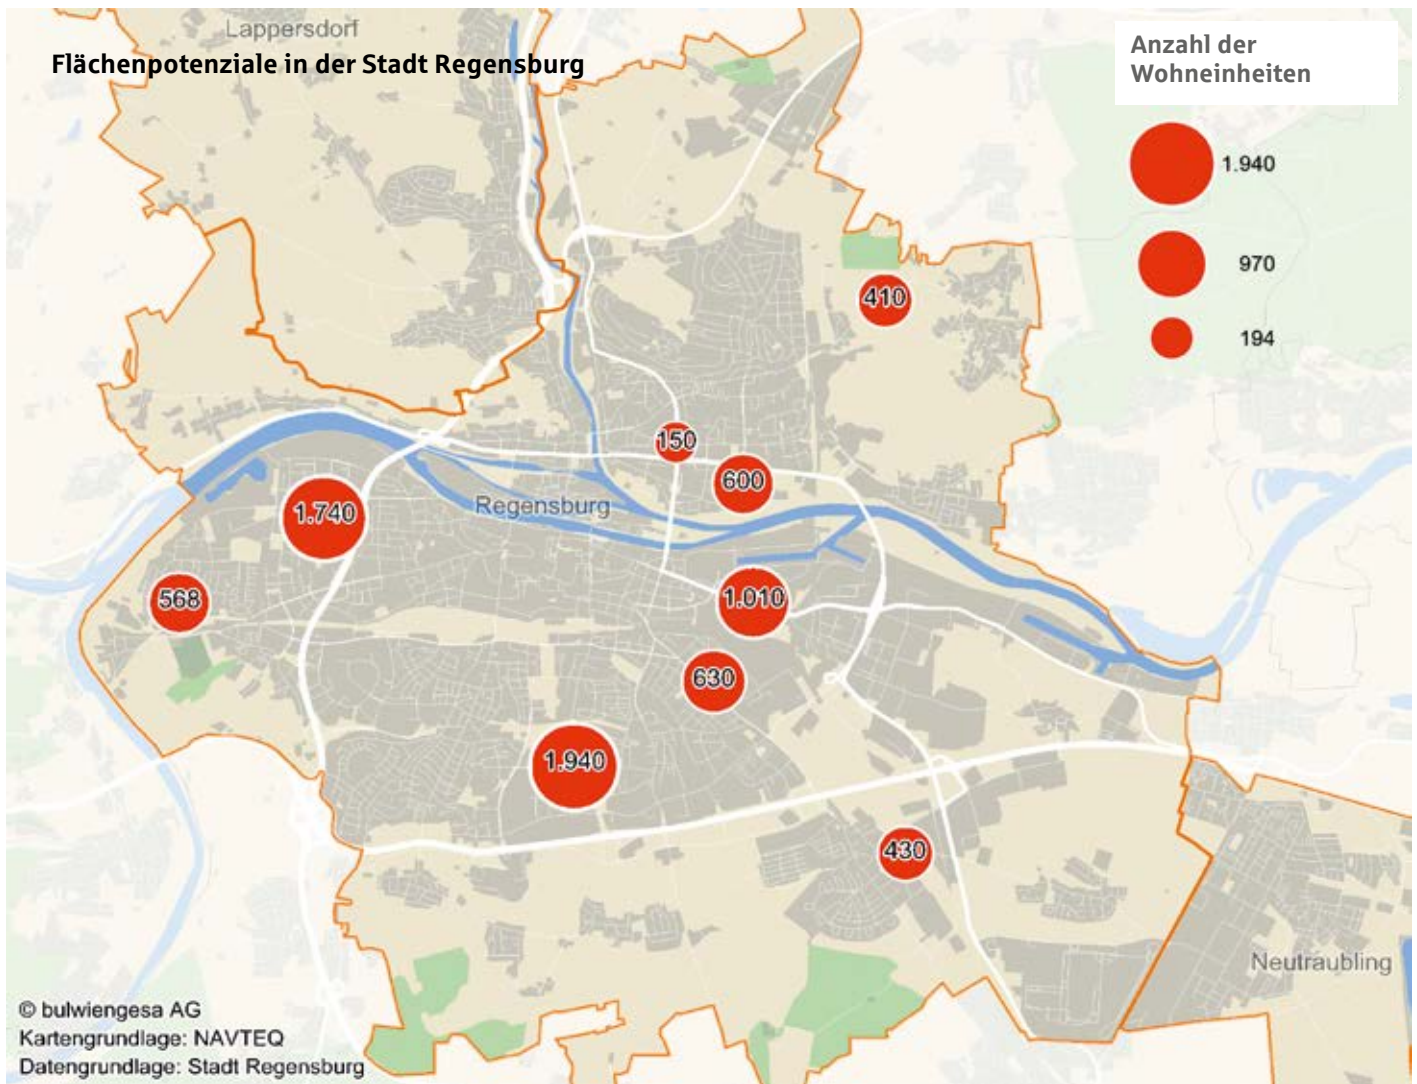 Lappersdorf
Flächenpotenziale in der Stadt Regensburg
Anzahl der
Wohneinheiten
1.940
970
194
410
150
600
Regensburg
1.740
568
1.010
630
1.940
430
Neutraubling
© bulwiengesa AG
Kartengrundlage: NAVTEQ
Datengrundlage: Stadt Regensburg